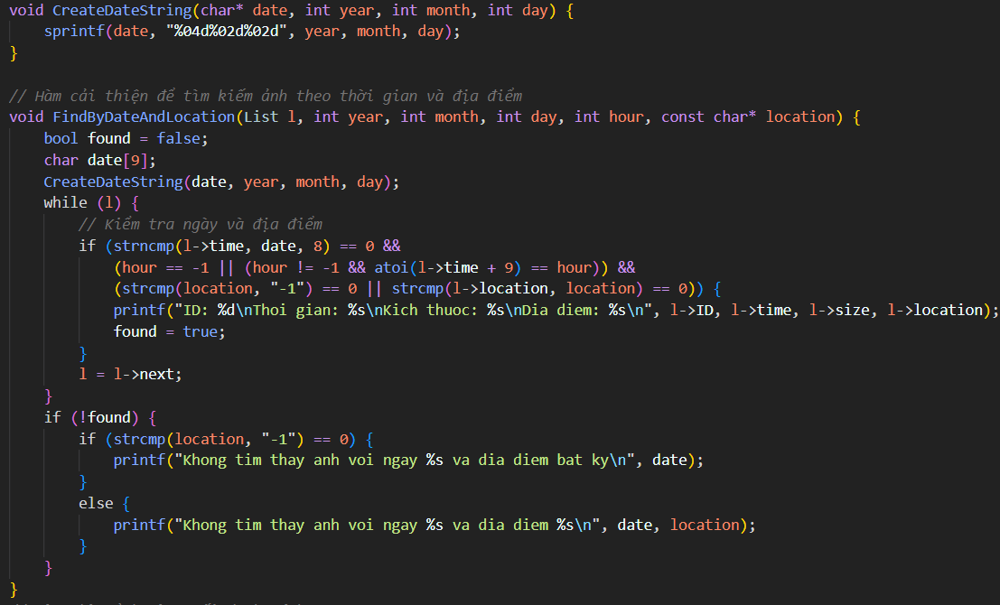 void CreateDateString(char* date, int year, int month, int day) {
    sprintf(date, "%04d%02d%02d", year, month, day);
}
// Hàm cải thiện để tìm kiếm ảnh theo thời gian và địa điểm
void FindByDateAndLocation(List l, int year, int month, int day, int hour, const char* location) {
    bool found = false;
    char date[9];
    CreateDateString(date, year, month, day);
    while (l) {
        // Kiểm tra ngày và địa điểm
        if (strncmp(l->time, date, 8) == 0 &&
            (hour == -1 || (hour != -1 && atoi(l->time + 9) == hour)) &&
            (strcmp(location, "-1") == 0 || strcmp(l->location, location) == 0)) {
            printf("ID: %d\nThoi gian: %s\nKich thuoc: %s\nDia diem: %s\n", l->ID, l->time, l->size, l->location);
            found = true;
        }
        l = l->next;
    }
    if (!found) {
        if (strcmp(location, "-1") == 0) {
            printf("Khong tim thay anh voi ngay %s va dia diem bat ky\n", date);
        }
        else {
            printf("Khong tim thay anh voi ngay %s va dia diem %s\n", date, location);
        }
    }
}